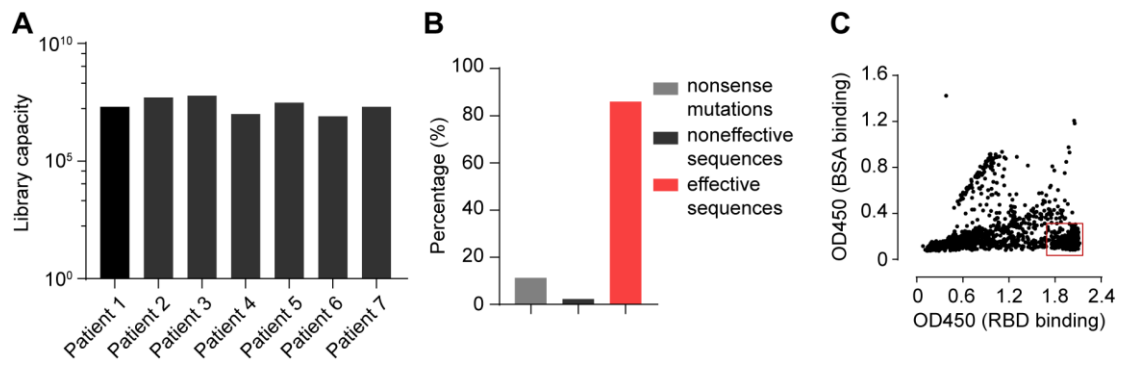 A
Library capacity
10^10
10^5
10^0
Patient 1
Patient 2
Patient 3
Patient 4
Patient 5
Patient 6
Patient 7
B
Percentage (%)
100
80
60
40
20
0
nonsense
mutations
noneffective
sequences
effective
sequences
C
OD450 (BSA binding)
1.6
1.2
0.8
0.4
0
0 0.6 1.2 1.8 2.4
OD450 (RBD binding)